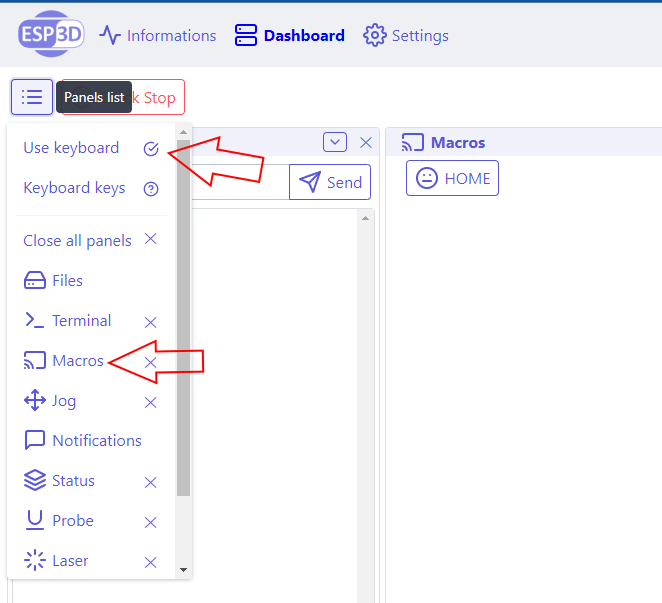 ESP3D
Informations
Dashboard
Settings
Panels list
k Stop
Use keyboard
Keyboard keys
Close all panels
Files
Terminal
Macros
Jog
Notifications
Status
Probe
Laser
Send
Macros
HOME